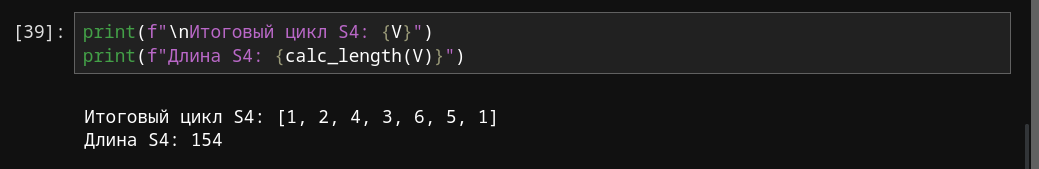 [39]: print(f"\nИтоговый цикл S4: {V}")
print(f"Длина S4: {calc_length(V)}")
Итоговый цикл S4: [1, 2, 4, 3, 6, 5, 1]
Длина S4: 154